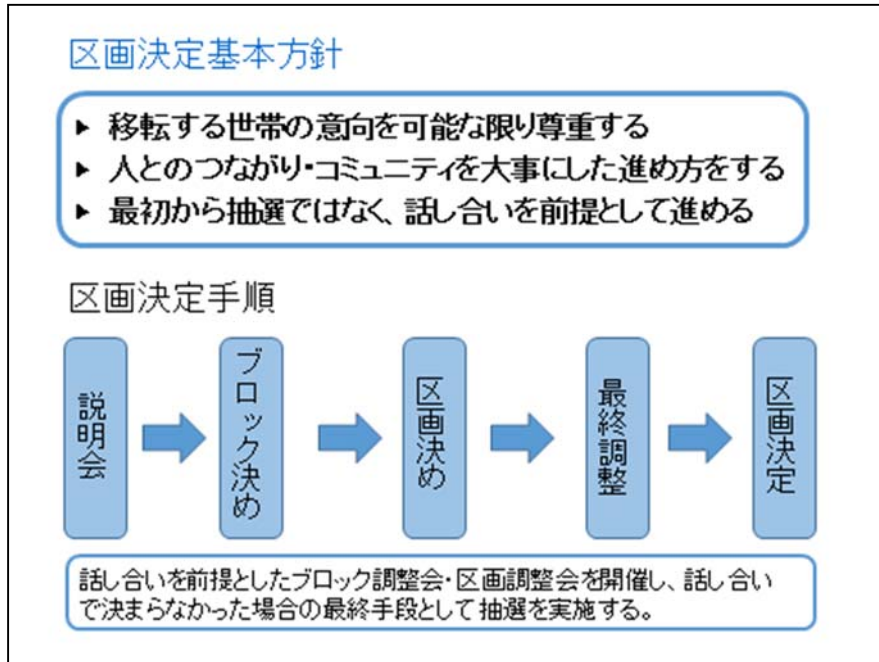 区画決定基本方針
▶ 移転する世帯の意向を可能な限り尊重する
▶ 人とのつながり・コミュニティを大事にした進め方をする
▶ 最初から抽選ではなく、話し合いを前提として進める
区画決定手順
説明会
ブロック決め
区画決め
最終調整
区画決定
話し合いを前提としたブロック調整会・区画調整会を開催し、話し合い
で決まらなかった場合の最終手段として抽選を実施する。